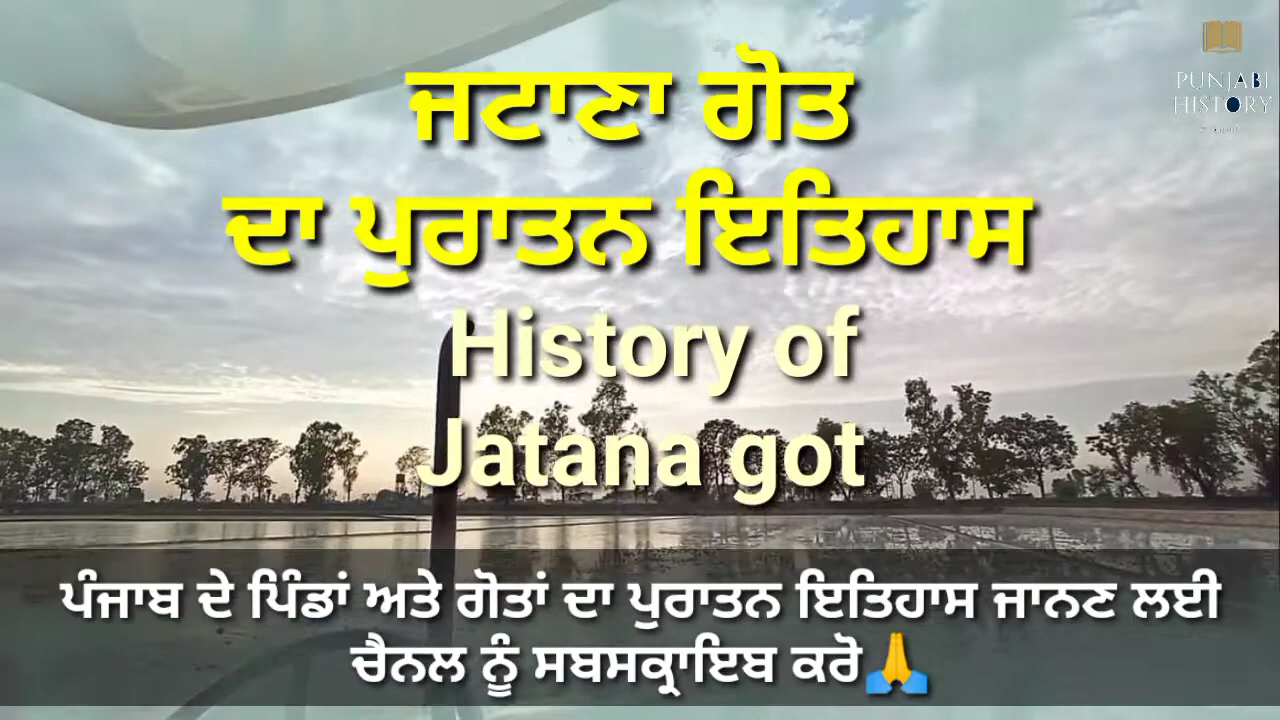 ਜਟਾਣਾ ਗੋਤ
ਦਾ ਪੁਰਾਤਨ ਇਤਿਹਾਸ
History of
Jatana got
ਪੰਜਾਬ ਦੇ ਪਿੰਡਾਂ ਅਤੇ ਗੋਤਾਂ ਦਾ ਪੁਰਾਤਨ ਇਤਿਹਾਸ ਜਾਨਣ ਲਈ
ਚੈਨਲ ਨੂੰ ਸਬਸਕ੍ਰਾਇਬ ਕਰੋ🙏
PUNJABI
HISTORY